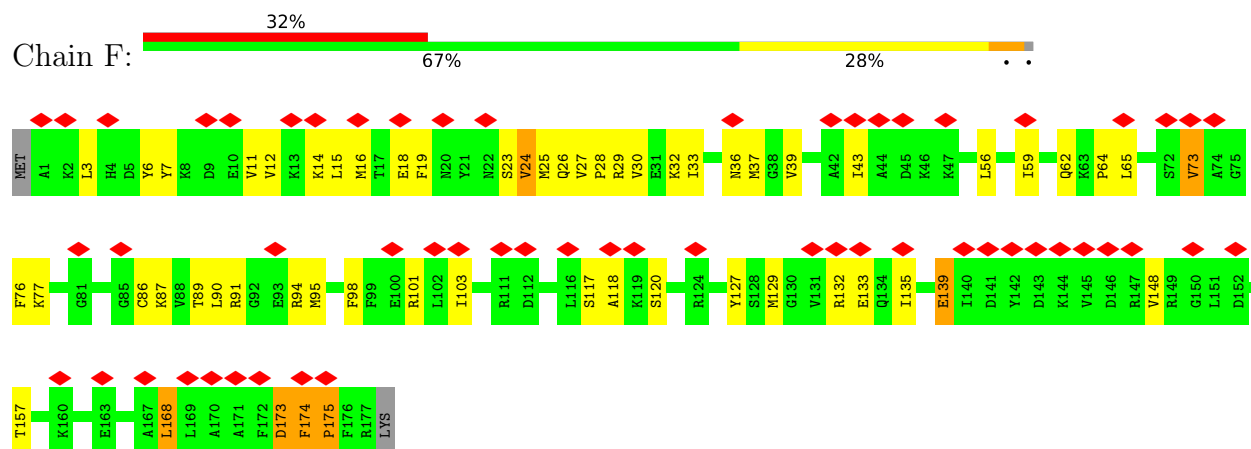 32%
Chain F:
67% 28% • •
MET A1 K2 L3 H4 D5 Y6 Y7 K8 D9 E10 V11 V12 K13 K14 L15 M16 T17 E18 F19 N20 Y21 N22 S23 V24 M25 Q26 V27 P28 R29 V30 E31 K32 I33 N36 M37 G38 V39 A42 I43 A44 D45 K46 K47 L56 I59 Q62 K63 P64 L65 S72 V73 A74 G75
F76 K77 G81 G85 C86 K87 V88 T89 L90 R91 G92 E93 R94 M95 F98 F99 E100 R101 L102 I103 R111 D112 L116 S117 A118 K119 S120 R124 Y127 S128 M129 G130 V131 R132 E133 Q134 I135 E139 I140 D141 Y142 D143 K144 V145 D146 R147 V148 R149 G150 L151 D152
T157 K160 E163 A167 L168 L169 A170 A171 F172 D173 F174 P175 F176 R177 LYS